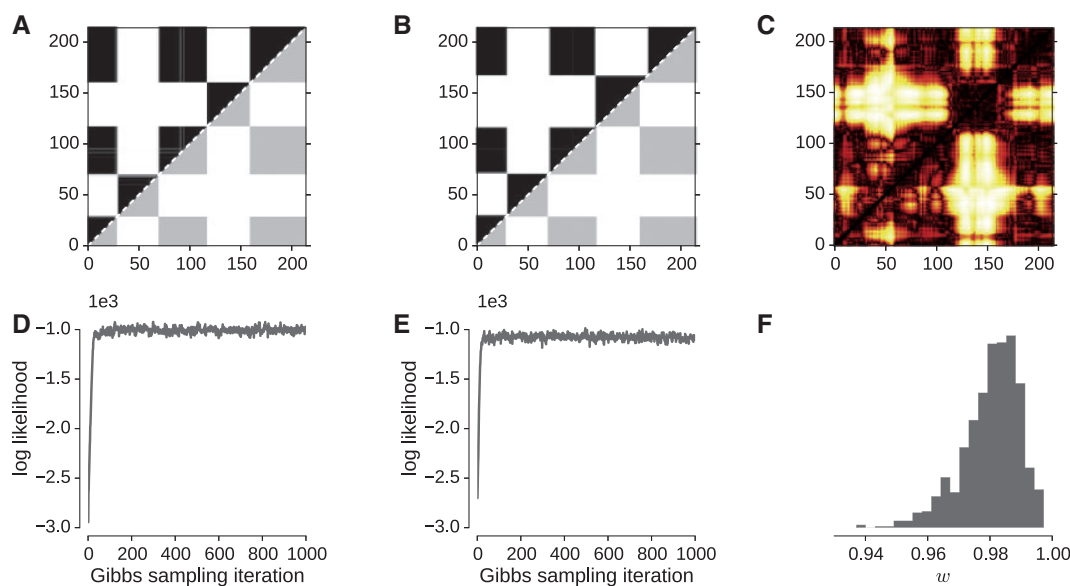 A
200
150
100
50
0
0 50 100 150 200
B
200
150
100
50
0
0 50 100 150 200
C
200
150
100
50
0
0 50 100 150 200
D
1e3
−1.0
−1.5
−2.0
−2.5
−3.0
log likelihood
0 200 400 600 800 1000
Gibbs sampling iteration
E
1e3
−1.0
−1.5
−2.0
−2.5
−3.0
log likelihood
0 200 400 600 800 1000
Gibbs sampling iteration
F
0.94 0.96 0.98 1.00
w